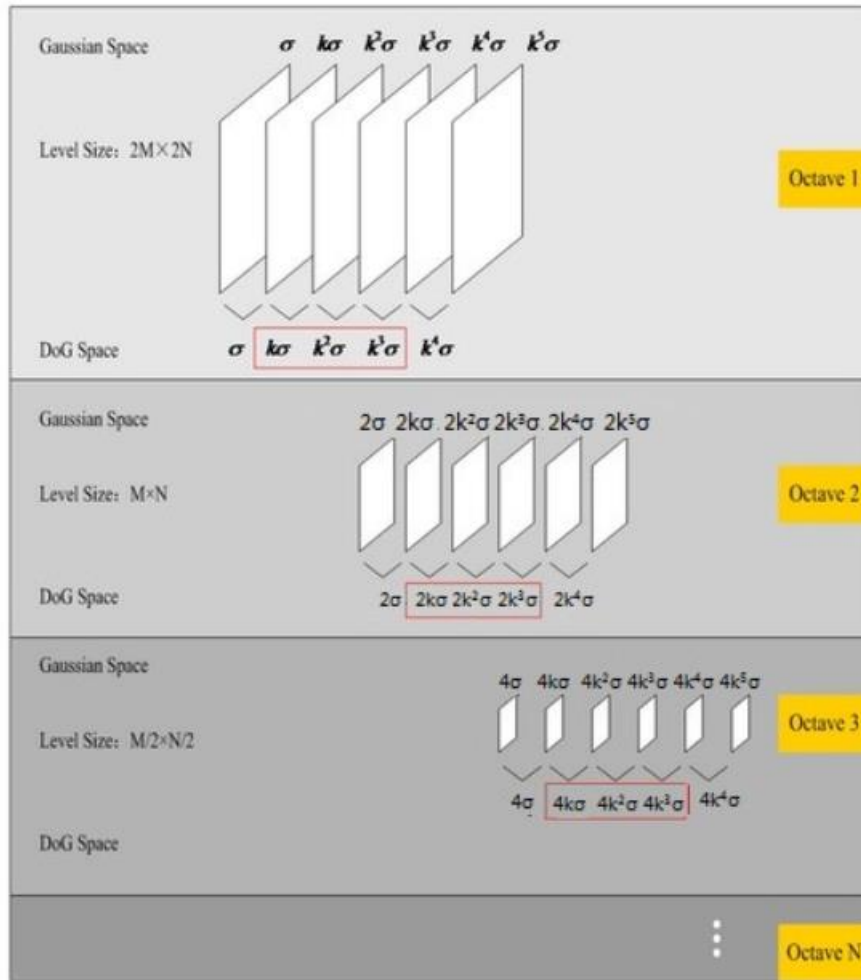 Gaussian Space
σ kσ k²σ k³σ k⁴σ k⁵σ
Level Size: 2M×2N
Octave 1
DoG Space
σ kσ k²σ k³σ k⁴σ
Gaussian Space
2σ 2kσ 2k²σ 2k³σ 2k⁴σ 2k⁵σ
Level Size: M×N
Octave 2
DoG Space
2σ 2kσ 2k²σ 2k³σ 2k⁴σ
Gaussian Space
4σ 4kσ 4k²σ 4k³σ 4k⁴σ 4k⁵σ
Level Size: M/2×N/2
Octave 3
4σ 4kσ 4k²σ 4k³σ 4k⁴σ
DoG Space
Octave N